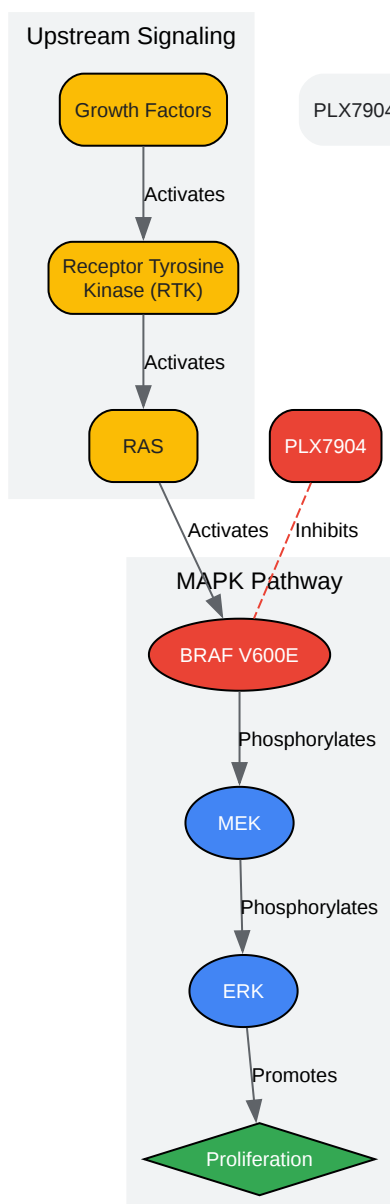 Upstream Signaling
Growth Factors
PLX7904
Activates
Receptor Tyrosine
Kinase (RTK)
Activates
RAS
PLX7904
Activates
Inhibits
MAPK Pathway
BRAF V600E
Phosphorylates
MEK
Phosphorylates
ERK
Promotes
Proliferation